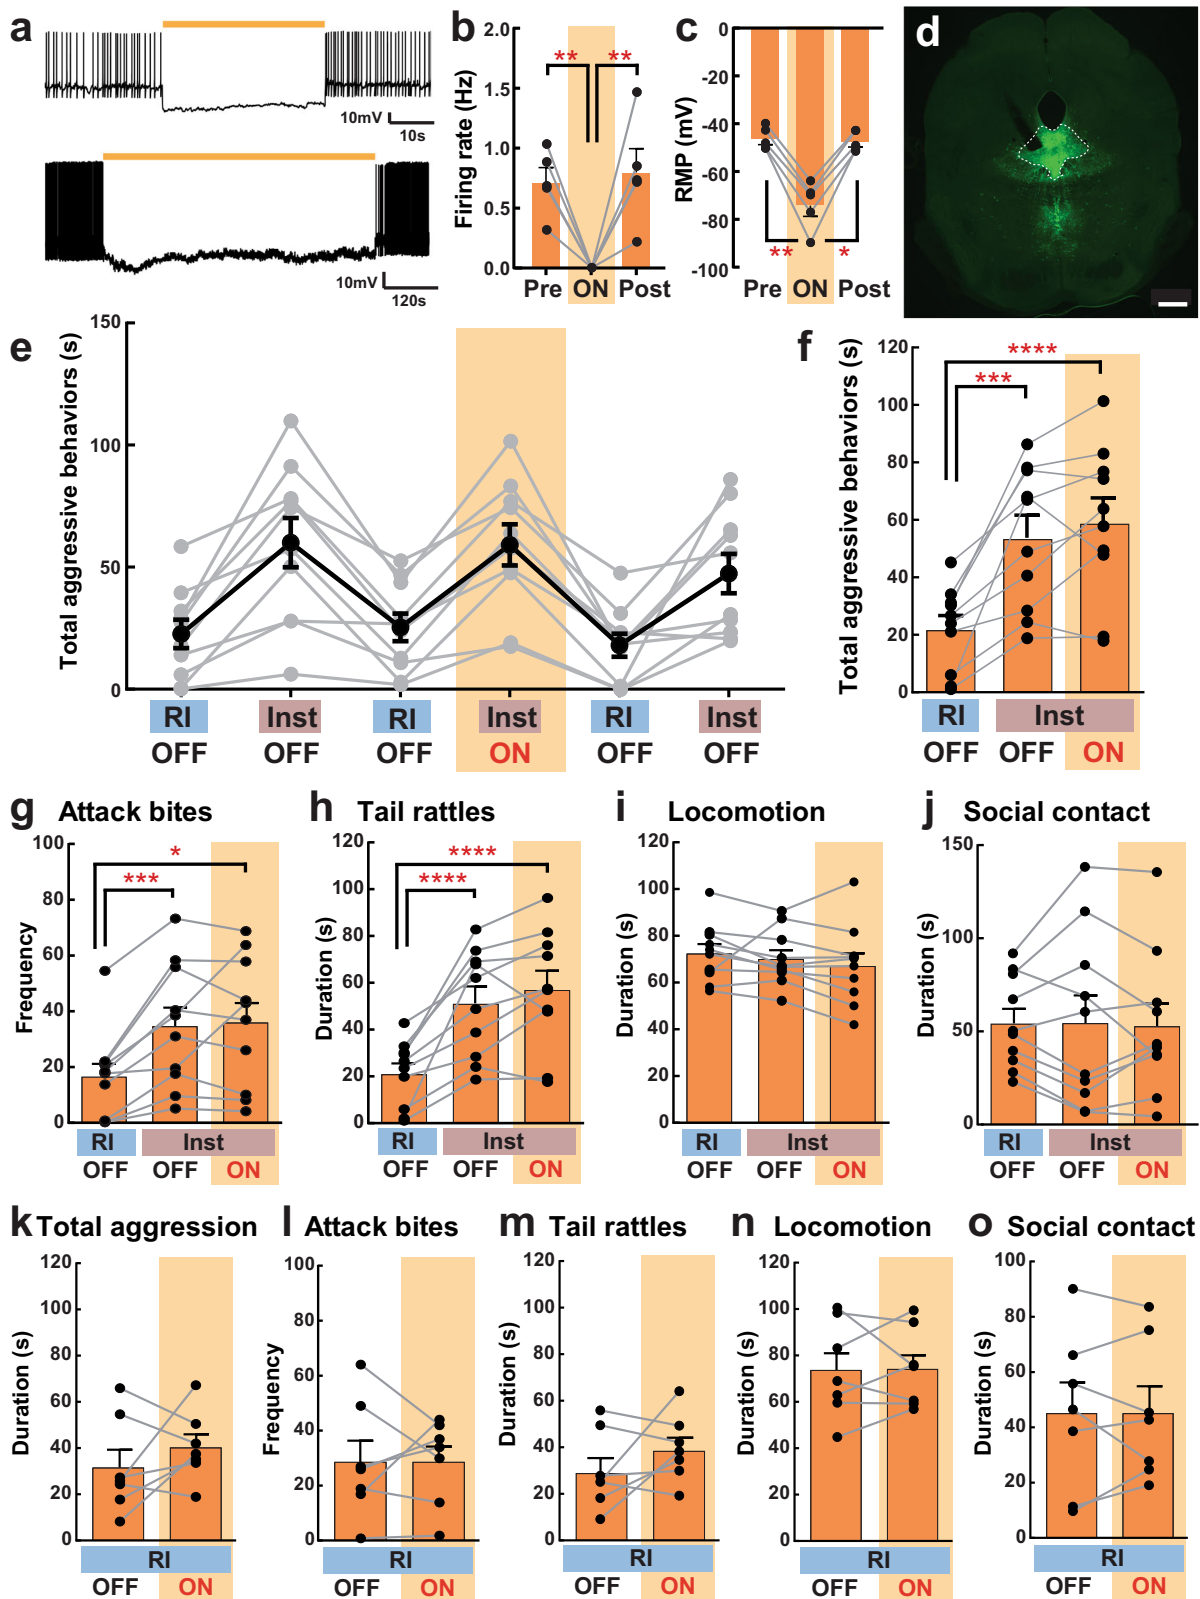 a
10mV
10s
10mV
120s
b
Firing rate (Hz)
2.0
1.5
1.0
0.5
0.0
**
**
Pre ON Post
c
RMP (mV)
0
-20
-40
-60
-80
-100
**
*
Pre ON Post
d
e
Total aggressive behaviors (s)
150
100
50
0
RI Inst RI Inst RI Inst
OFF OFF OFF ON OFF OFF
f
Total aggressive behaviors (s)
120
100
80
60
40
20
0
****
***
RI Inst
OFF OFF ON
g Attack bites
Frequency
100
80
60
40
20
0
*
***
RI Inst
OFF OFF ON
h Tail rattles
Duration (s)
120
100
80
60
40
20
0
****
****
RI Inst
OFF OFF ON
i Locomotion
Duration (s)
120
100
80
60
40
20
0
RI Inst
OFF OFF ON
j Social contact
Duration (s)
150
100
50
0
RI Inst
OFF OFF ON
k Total aggression
Duration (s)
120
100
80
60
40
20
0
RI
OFF ON
l Attack bites
Frequency
100
80
60
40
20
0
RI
OFF ON
m Tail rattles
Duration (s)
120
100
80
60
40
20
0
RI
OFF ON
n Locomotion
Duration (s)
120
100
80
60
40
20
0
RI
OFF ON
o Social contact
Duration (s)
100
80
60
40
20
0
RI
OFF ON